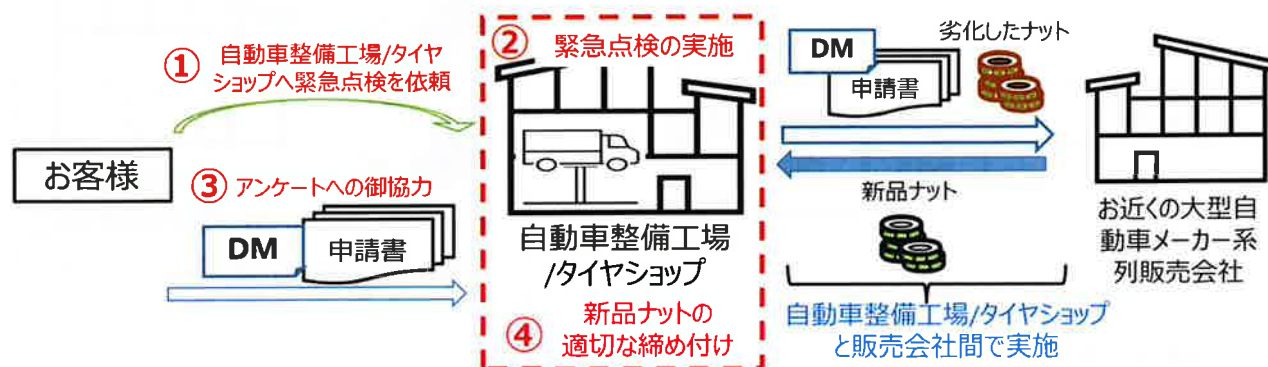 ①
自動車整備工場/タイヤ
ショップへ緊急点検を依頼
お客様
③
アンケートへの御協力
DM
申請書
②
緊急点検の実施
自動車整備工場
/タイヤショップ
④
新品ナットの
適切な締め付け
DM
申請書
劣化したナット
新品ナット
お近くの大型自
動車メーカー系
列販売会社
自動車整備工場/タイヤショップ
と販売会社間で実施